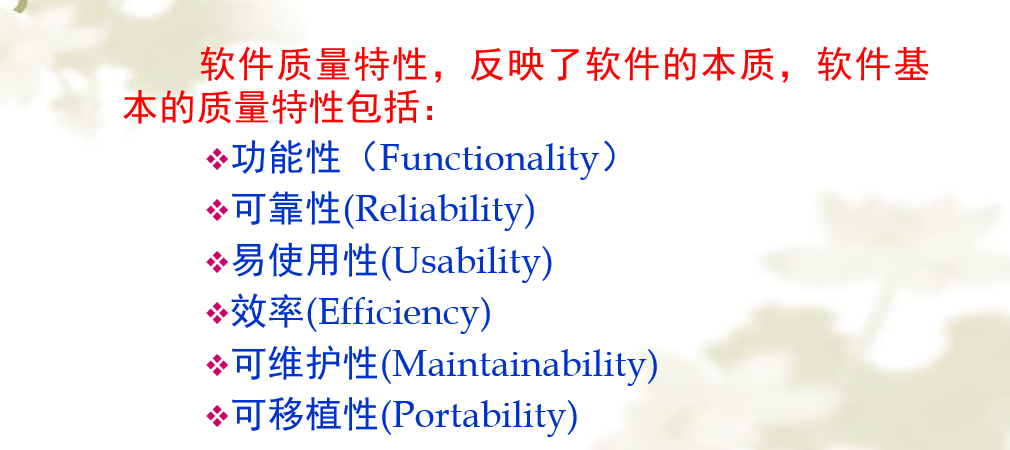 软件质量特性，反映了软件的本质，软件基
本的质量特性包括：
❖功能性（Functionality）
❖可靠性(Reliability)
❖易使用性(Usability)
❖效率(Efficiency)
❖可维护性(Maintainability)
❖可移植性(Portability)